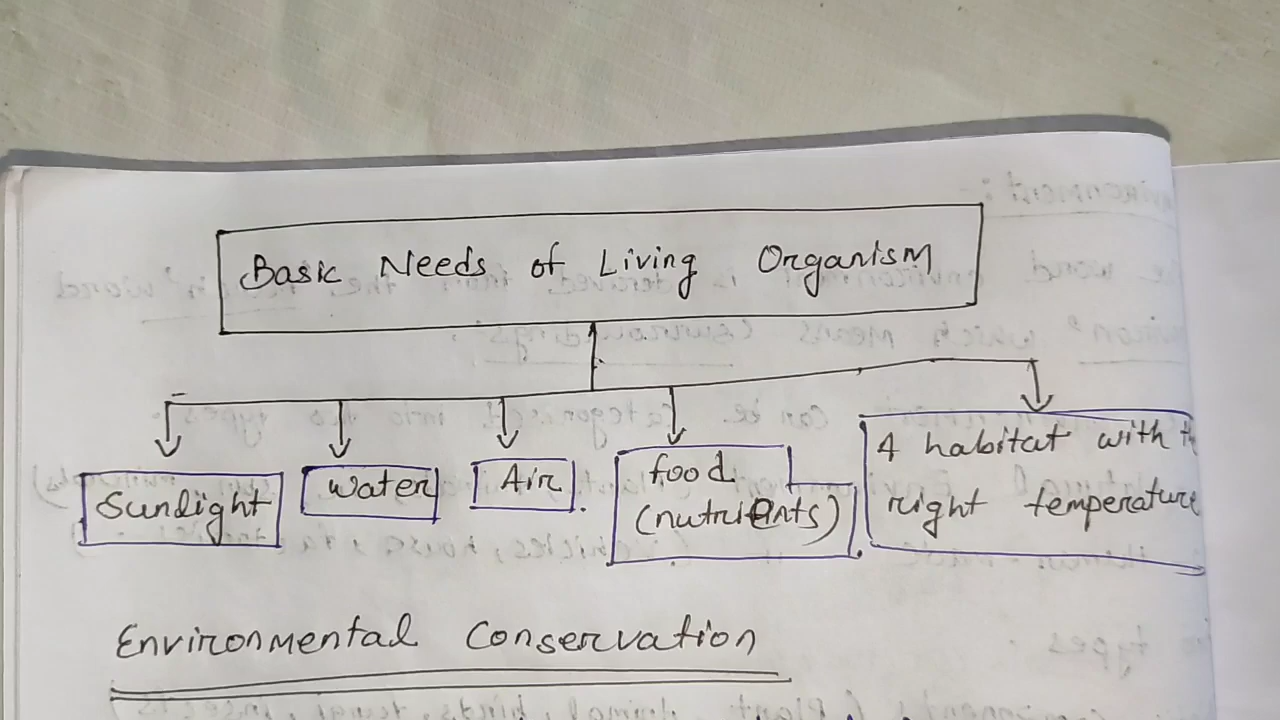 Basic Needs of Living Organism
Sunlight
Water
Air.
food
(nutrients)
A habitat with
right temperature
Environmental Conservation